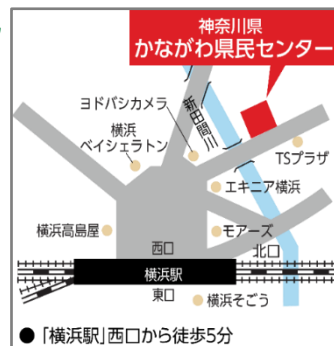 神奈川県
かながわ県民センター
ヨドバシカメラ
新田間川
横浜
ベイシェラトン
TSプラザ
エキニア横浜
横浜高島屋
モアーズ
西口
北口
横浜駅
東口
横浜そごう
● 「横浜駅」西口から徒歩5分